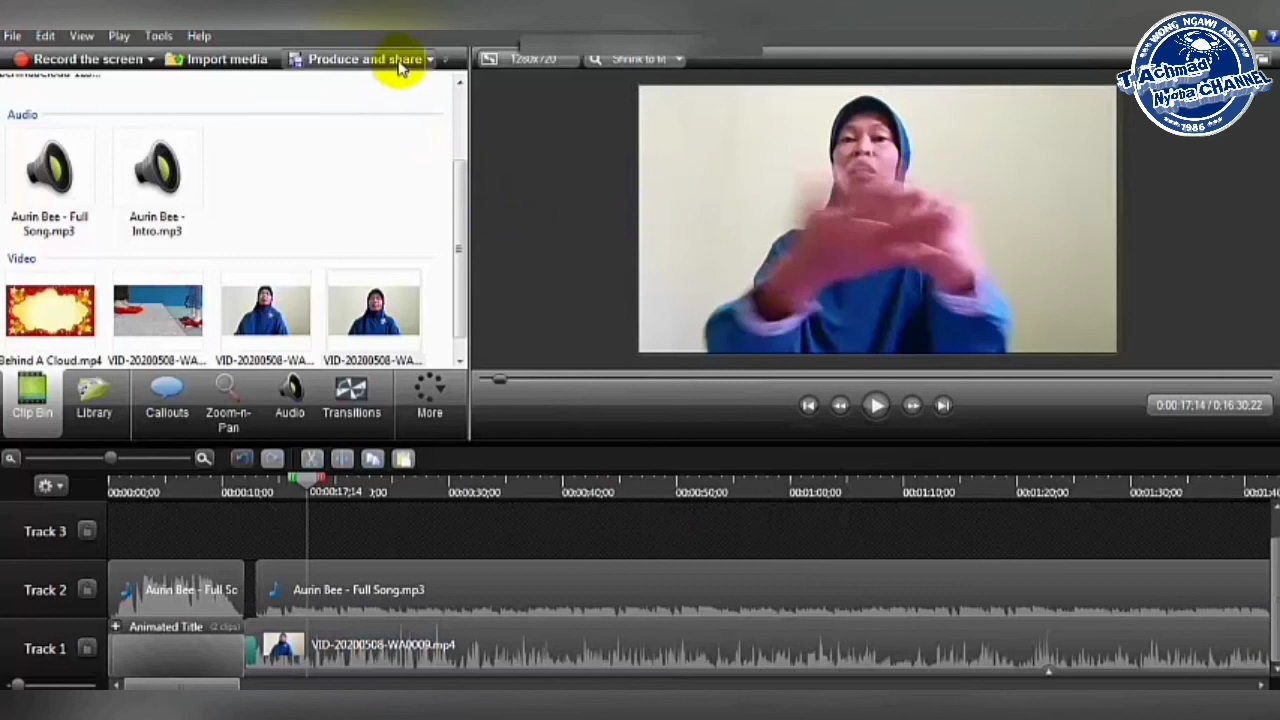 File Edit View Play Tools Help
Record the screen Import media Produce and share
1280x720 Shrink to fit
Audio
Aurin Bee - Full Song.mp3
Aurin Bee - Intro.mp3
Video
Behind A Cloud.mp4 VID-20200508-WA... VID-20200508-WA... VID-20200508-WA...
Clip Bin Library Callouts Zoom-n-Pan Audio Transitions More
0:00:17;14 / 0:16:30;22
00:00:00;00 00:00:10;00 00:00:17;14 ;00 00:00:30;00 00:00:40;00 00:00:50;00 00:01:00;00 00:01:10;00 00:01:20;00 00:01:30;00 00:01:40
Track 3
Track 2 Aurin Bee - Full So Aurin Bee - Full Song.mp3
Animated Title (2 clips)
Track 1 VID-20200508-WA0009.mp4
WONG NGAWI ASLI
T Achmad
Nyoba CHANNEL
1986